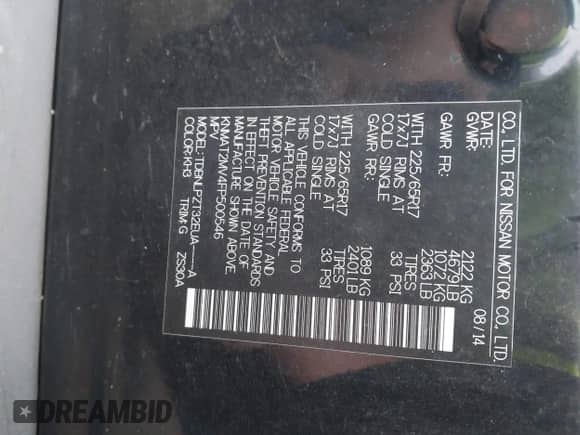 CO., LTD. FOR NISSAN MOTOR CO., LTD.
DATE: 08/14
GVWR: 2122 KG
4679 LB
GAWR FR: 1072 KG
2363 LB
WITH 225/65R17 TIRES
17x7J RIMS AT 33 PSI
COLD SINGLE
GAWR RR: 1089 KG
2401 LB
WITH 225/65R17 TIRES
17x7J RIMS AT 33 PSI
COLD SINGLE
THIS VEHICLE CONFORMS TO
ALL APPLICABLE FEDERAL
MOTOR VEHICLE SAFETY AND
THEFT PREVENTION STANDARDS
IN EFFECT ON THE DATE OF
MANUFACTURE SHOWN ABOVE.
KNMAT2MV4FP500546
MPV
MODEL: TDBNLPZT32EUA----A
COLOR: KH3 TRIM: G ZS30A
DREAMBID